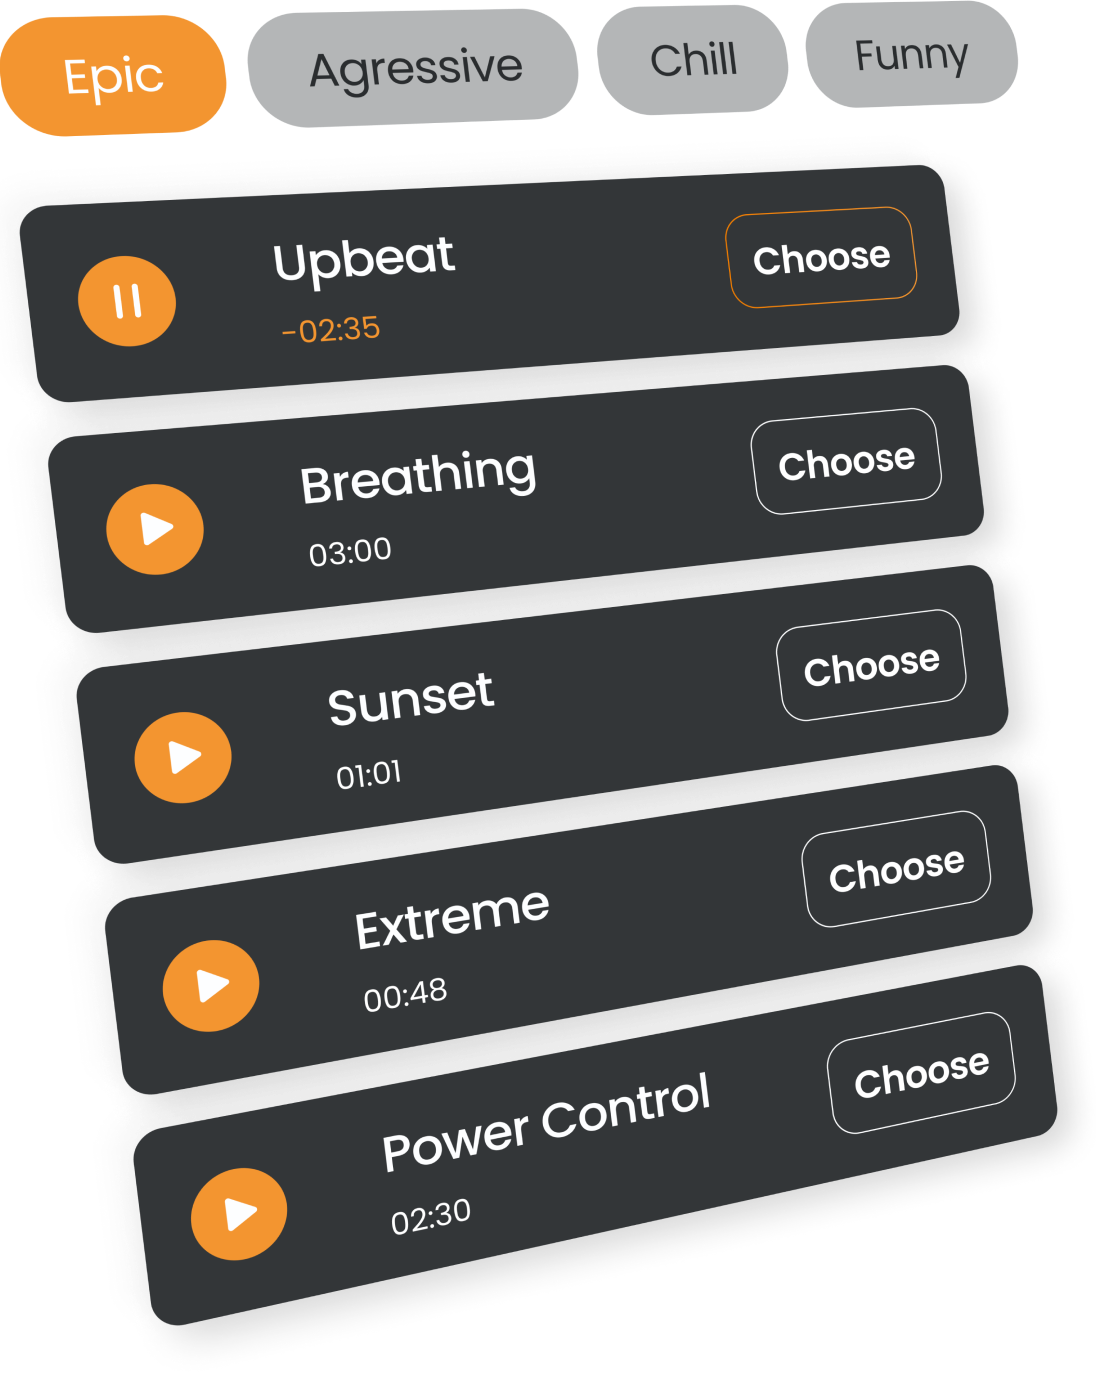 Epic
Agressive
Chill
Funny
Upbeat
-02:35
Choose
Breathing
03:00
Choose
Sunset
01:01
Choose
Extreme
00:48
Choose
Power Control
02:30
Choose